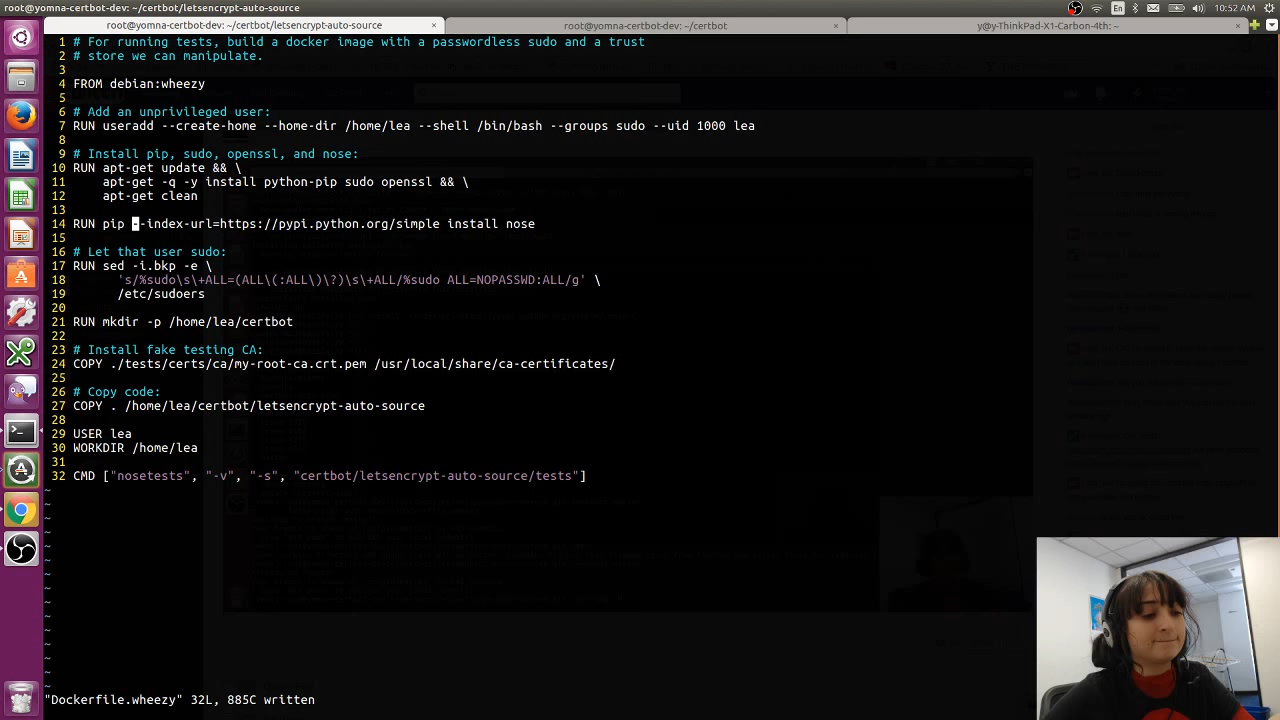 root@yomna-certbot-dev: ~/certbot/letsencrypt-auto-source
En
10:52 AM
root@yomna-certbot-dev: ~/certbot/letsencrypt-auto-source ×
root@yomna-certbot-dev: ~/certbot ×
y@y-ThinkPad-X1-Carbon-4th: ~ ×
1 # For running tests, build a docker image with a passwordless sudo and a trust
2 # store we can manipulate.
3
4 FROM debian:wheezy
5
6 # Add an unprivileged user:
7 RUN useradd --create-home --home-dir /home/lea --shell /bin/bash --groups sudo --uid 1000 lea
8
9 # Install pip, sudo, openssl, and nose:
10 RUN apt-get update && \
11     apt-get -q -y install python-pip sudo openssl && \
12     apt-get clean
13
14 RUN pip --index-url=https://pypi.python.org/simple install nose
15
16 # Let that user sudo:
17 RUN sed -i.bkp -e \
18       's/%sudo\s\+ALL=(ALL\(:ALL\)\?)\s\+ALL/%sudo ALL=NOPASSWD:ALL/g' \
19       /etc/sudoers
20
21 RUN mkdir -p /home/lea/certbot
22
23 # Install fake testing CA:
24 COPY ./tests/certs/ca/my-root-ca.crt.pem /usr/local/share/ca-certificates/
25
26 # Copy code:
27 COPY . /home/lea/certbot/letsencrypt-auto-source
28
29 USER lea
30 WORKDIR /home/lea
31
32 CMD ["nosetests", "-v", "-s", "certbot/letsencrypt-auto-source/tests"]
~
~
~
~
~
~
~
~
~
~
~
~
~
~
"Dockerfile.wheezy" 32L, 885C written